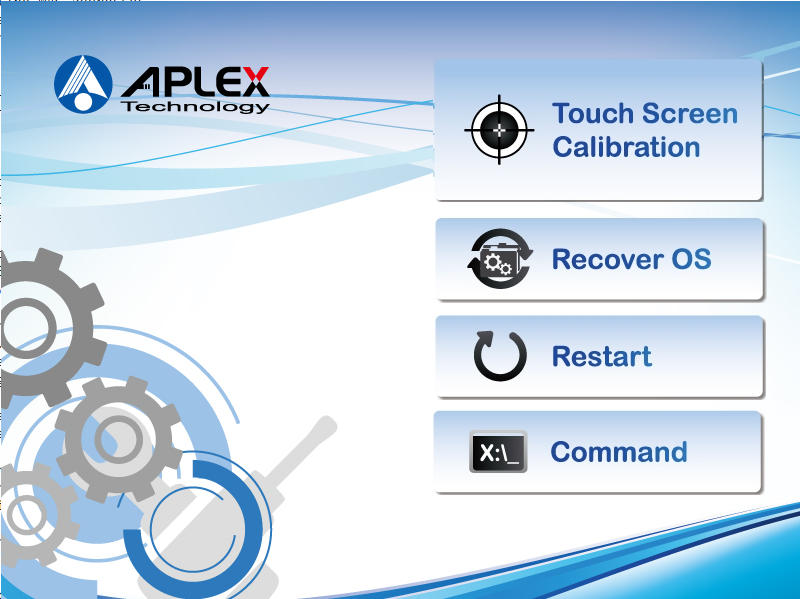 APLEX
Technology
Touch Screen
Calibration
Recover OS
Restart
X:\_
Command